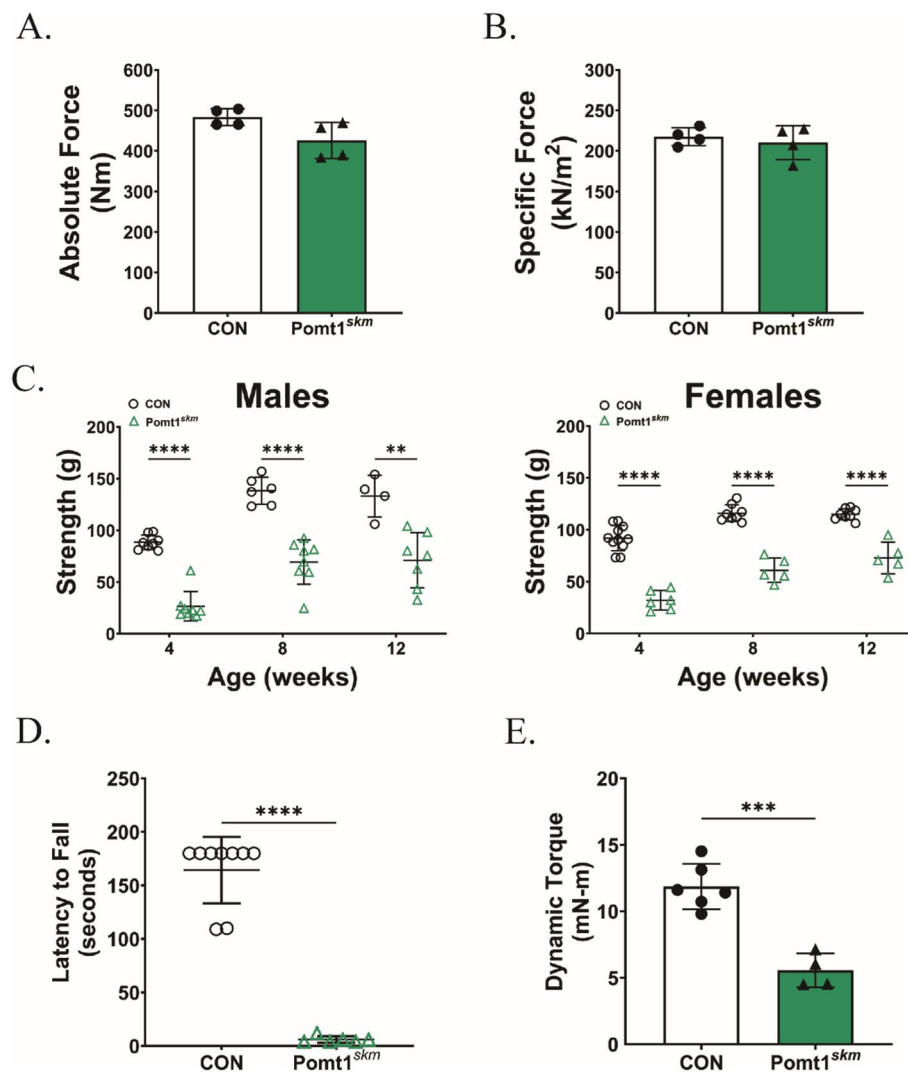 A.
Absolute Force
(Nm)
600
500
400
300
200
100
0
CON
Pomt1skm
B.
Specific Force
(kN/m2)
300
250
200
150
100
50
0
CON
Pomt1skm
C.
Males
CON
Pomt1skm
Strength (g)
200
150
100
50
0
****
****
**
4
8
12
Age (weeks)
Females
CON
Pomt1skm
Strength (g)
200
150
100
50
0
****
****
****
4
8
12
Age (weeks)
D.
Latency to Fall
(seconds)
250
200
150
100
50
0
****
CON
Pomt1skm
E.
Dynamic Torque
(mN-m)
20
15
10
5
0
***
CON
Pomt1skm